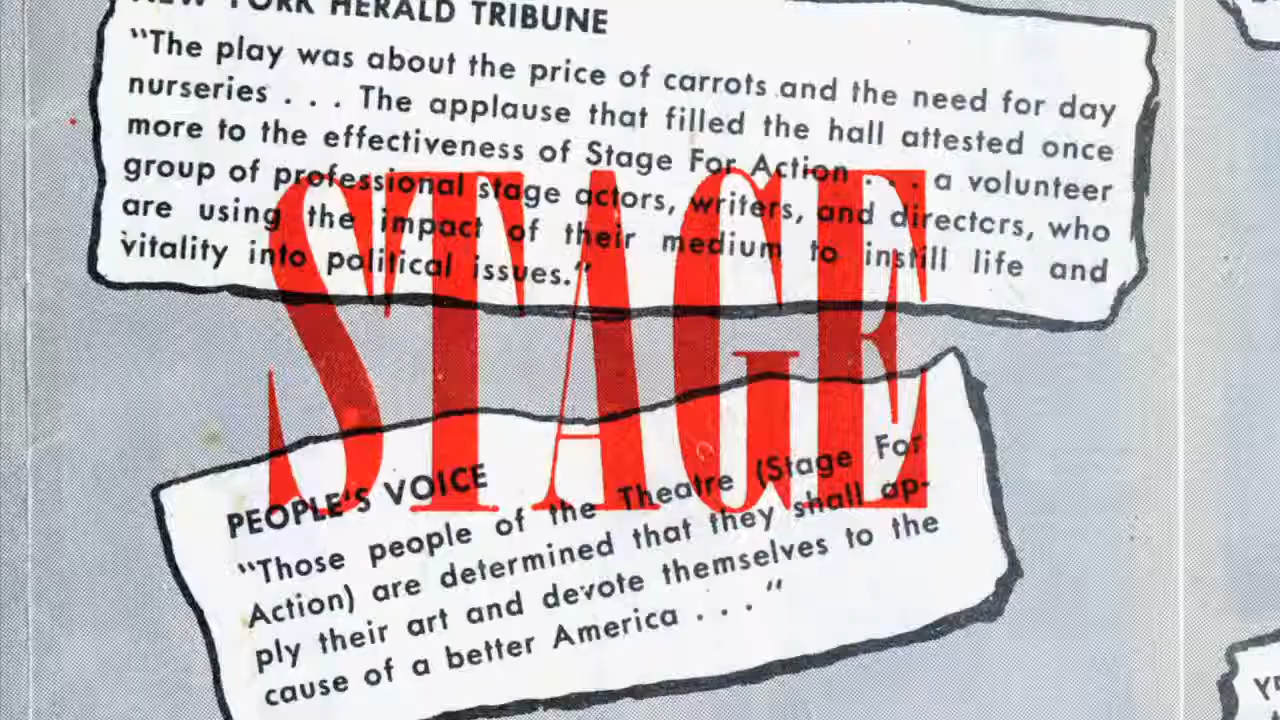 NEW YORK HERALD TRIBUNE
"The play was about the price of carrots and the need for day
nurseries . . . The applause that filled the hall attested once
more to the effectiveness of Stage For Action . . . a volunteer
group of professional stage actors, writers, and directors, who
are using the impact of their medium to instill life and
vitality into political issues."
STAGE
PEOPLE'S VOICE
"Those people of the Theatre (Stage For
Action) are determined that they shall ap-
ply their art and devote themselves to the
cause of a better America . . . "